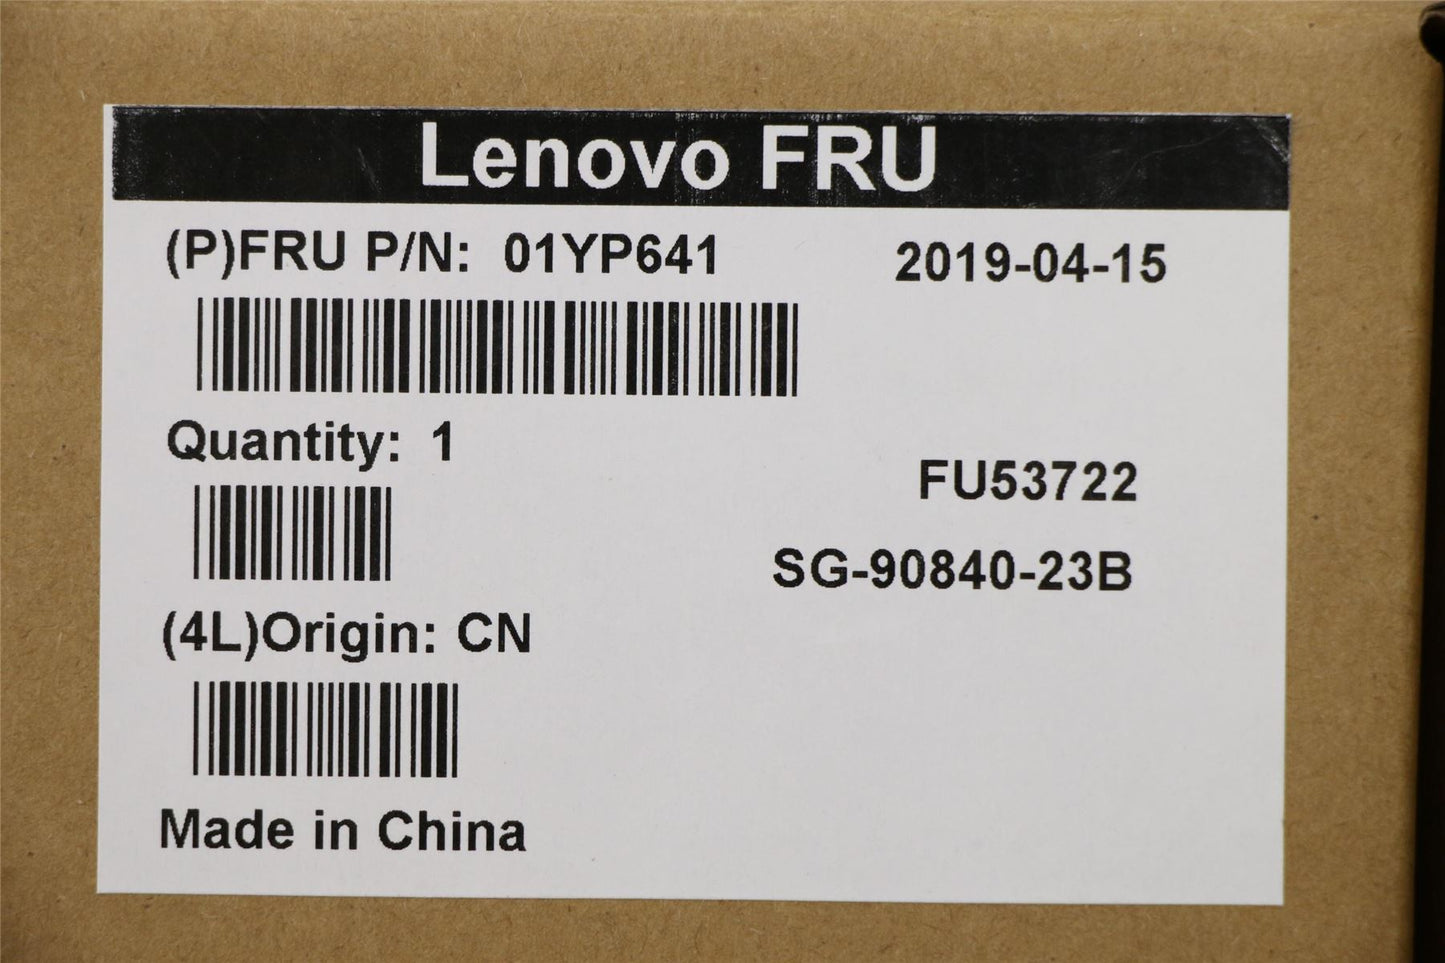 Lenovo FRU
(P)FRU P/N: 01YP641
2019-04-15
Quantity: 1
FU53722
SG-90840-23B
(4L)Origin: CN
Made in China